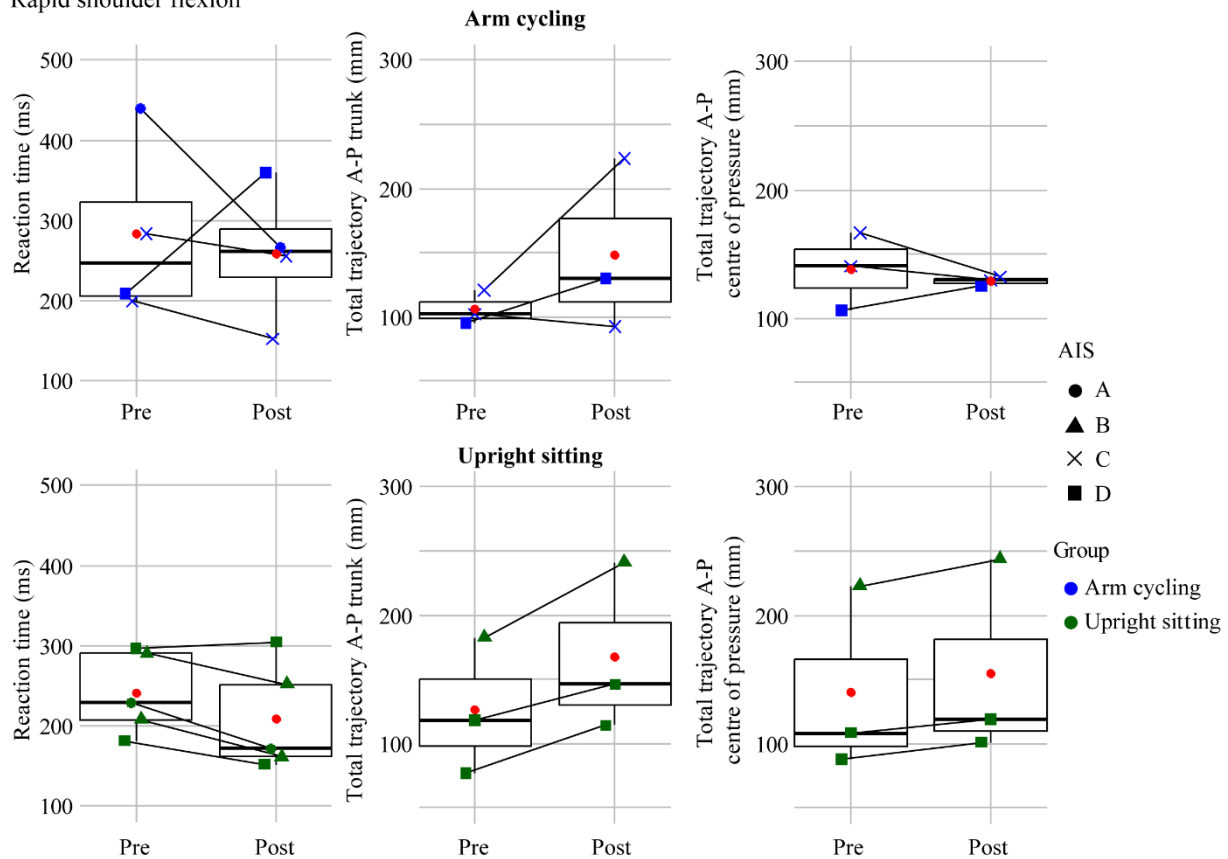 Rapid shoulder flexion
Arm cycling
Reaction time (ms)
500
400
300
200
100
Pre
Post
Total trajectory A-P trunk (mm)
300
200
100
Pre
Post
Total trajectory A-P
centre of pressure (mm)
300
200
100
Pre
Post
AIS
A
B
C
D
Group
Arm cycling
Upright sitting
Upright sitting
Reaction time (ms)
500
400
300
200
100
Pre
Post
Total trajectory A-P trunk (mm)
300
200
100
Pre
Post
Total trajectory A-P
centre of pressure (mm)
300
200
100
Pre
Post